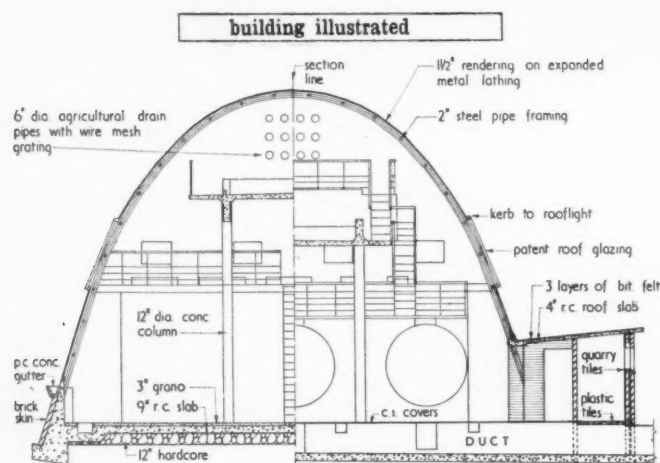 building illustrated
section
line
1½" rendering on expanded
metal lathing
6" dia. agricultural drain
pipes with wire mesh
grating
2" steel pipe framing
kerb to rooflight
patent roof glazing
3 layers of bit. felt
4" r.c. roof slab
12" dia. conc
column
p.c. conc.
gutter
3" grano
9" r.c. slab
quarry
tiles
brick
skin
c.i. covers
plastic
tiles
12" hardcore
DUCT